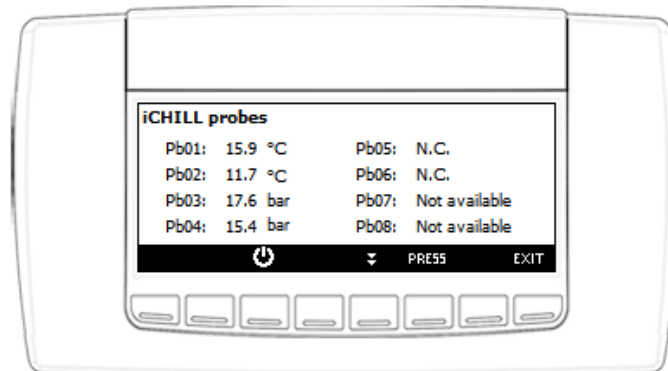 iCHILL probes
Pb01: 15.9 °C Pb05: N.C.
Pb02: 11.7 °C Pb06: N.C.
Pb03: 17.6 bar Pb07: Not available
Pb04: 15.4 bar Pb08: Not available
PRESS EXIT